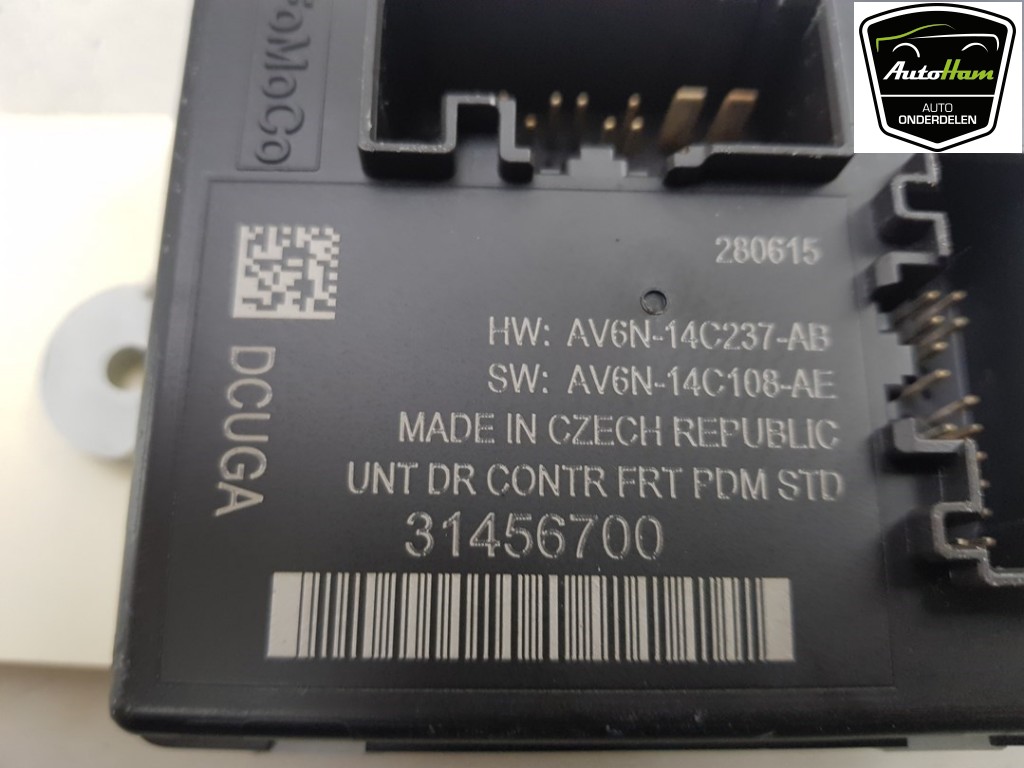 FoMoCo
AutoHam
AUTO
ONDERDELEN
280615
HW: AV6N-14C237-AB
SW: AV6N-14C108-AE
MADE IN CZECH REPUBLIC
UNT DR CONTR FRT PDM STD
31456700
DCUGA